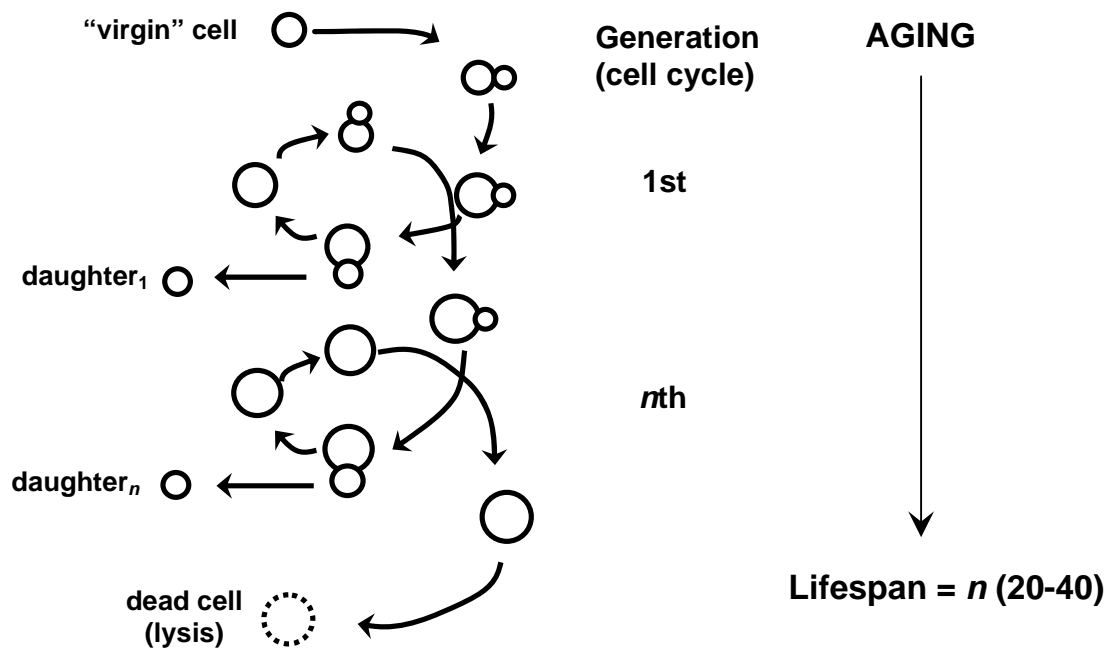 “virgin” cell
Generation
(cell cycle)
AGING
1st
daughter₁
nth
daughterₙ
Lifespan = n (20-40)
dead cell
(lysis)